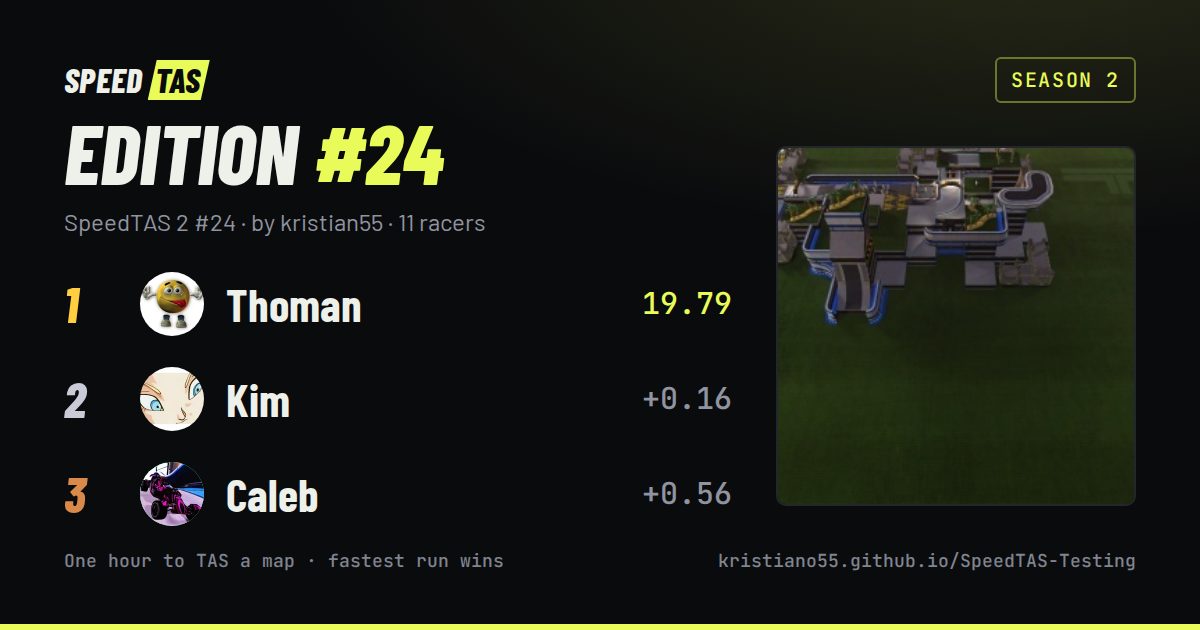 SPEED TAS
SEASON 2
EDITION #24
SpeedTAS 2 #24 · by kristian55 · 11 racers
1 Thoman 19.79
2 Kim +0.16
3 Caleb +0.56
One hour to TAS a map · fastest run wins
kristiano55.github.io/SpeedTAS-Testing